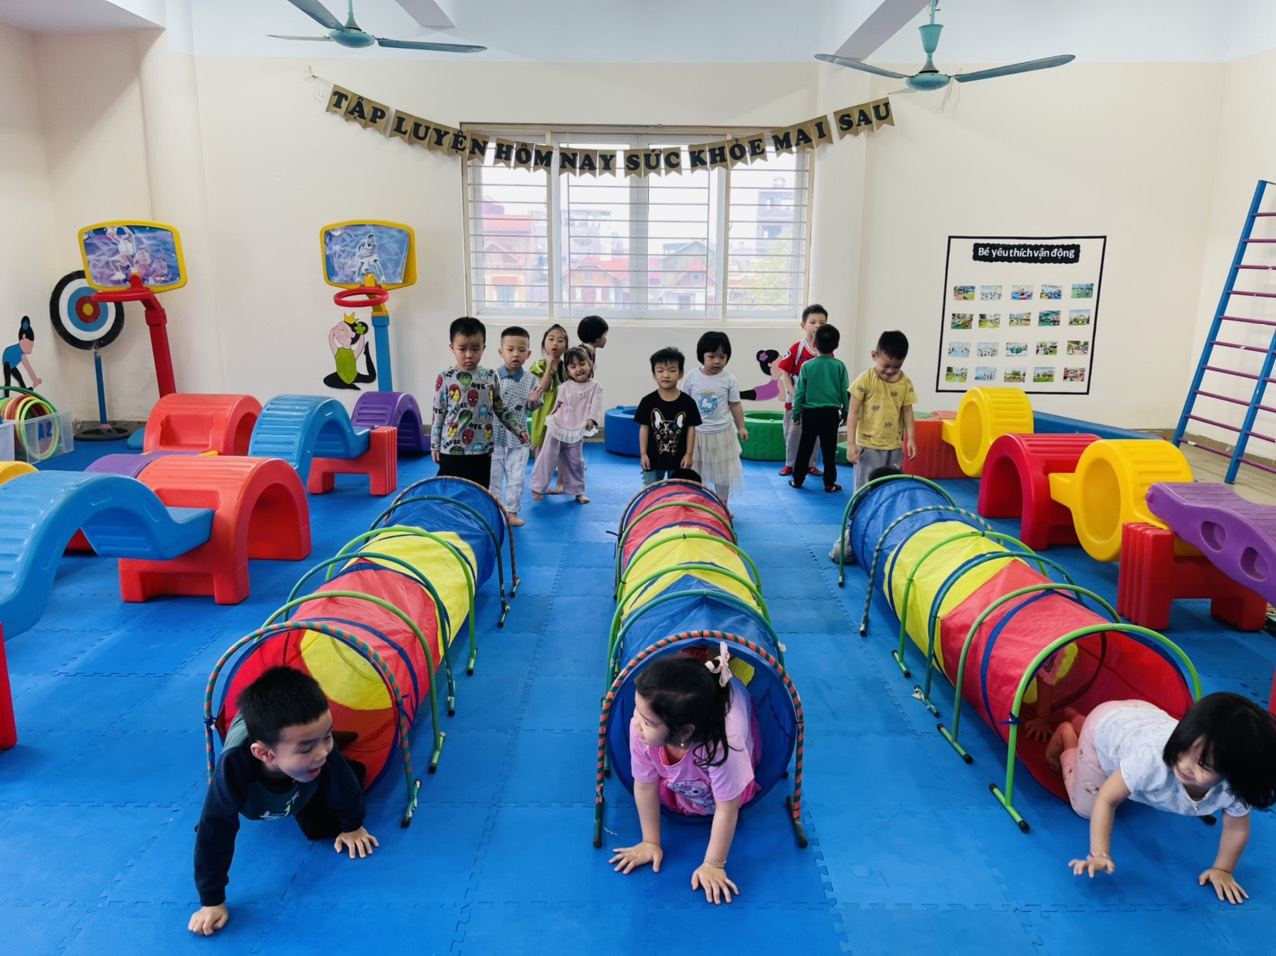 TẬP LUYỆN HÔM NAY SỨC KHỎE MAI SAU
Bé yêu thích vận động